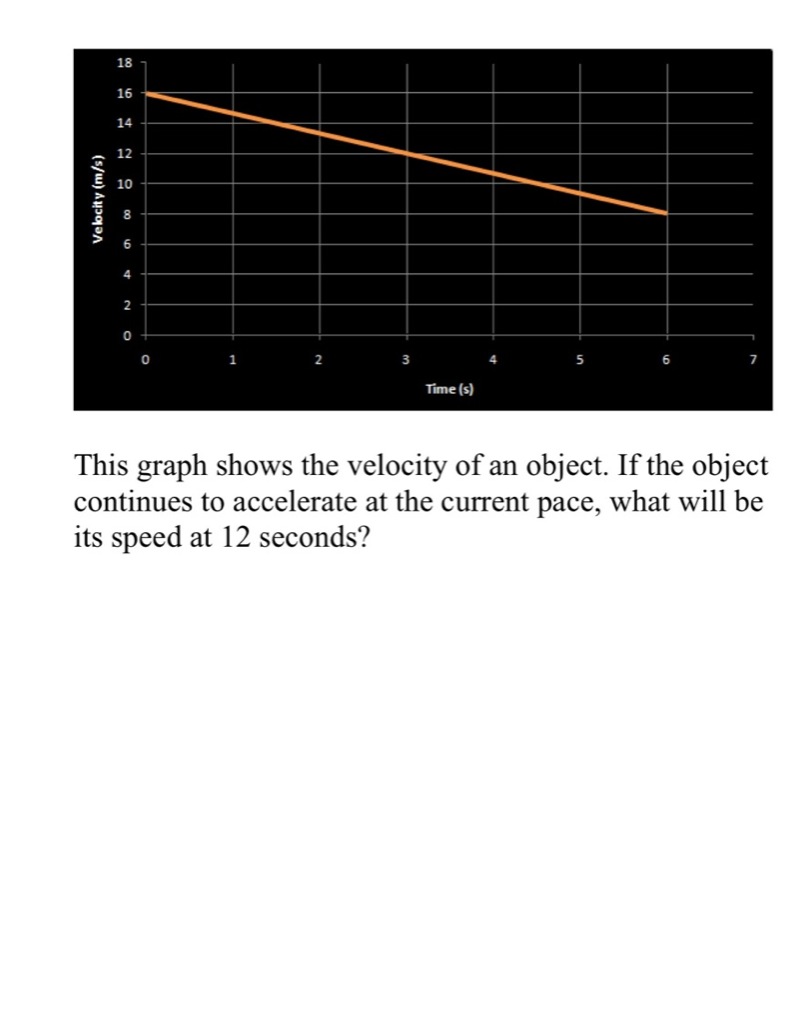 18
16
14
12
10
8
6
4
2
0
Velocity (m/s)
0 1 2 3 4 5 6 7
Time (s)
This graph shows the velocity of an object. If the object
continues to accelerate at the current pace, what will be
its speed at 12 seconds?